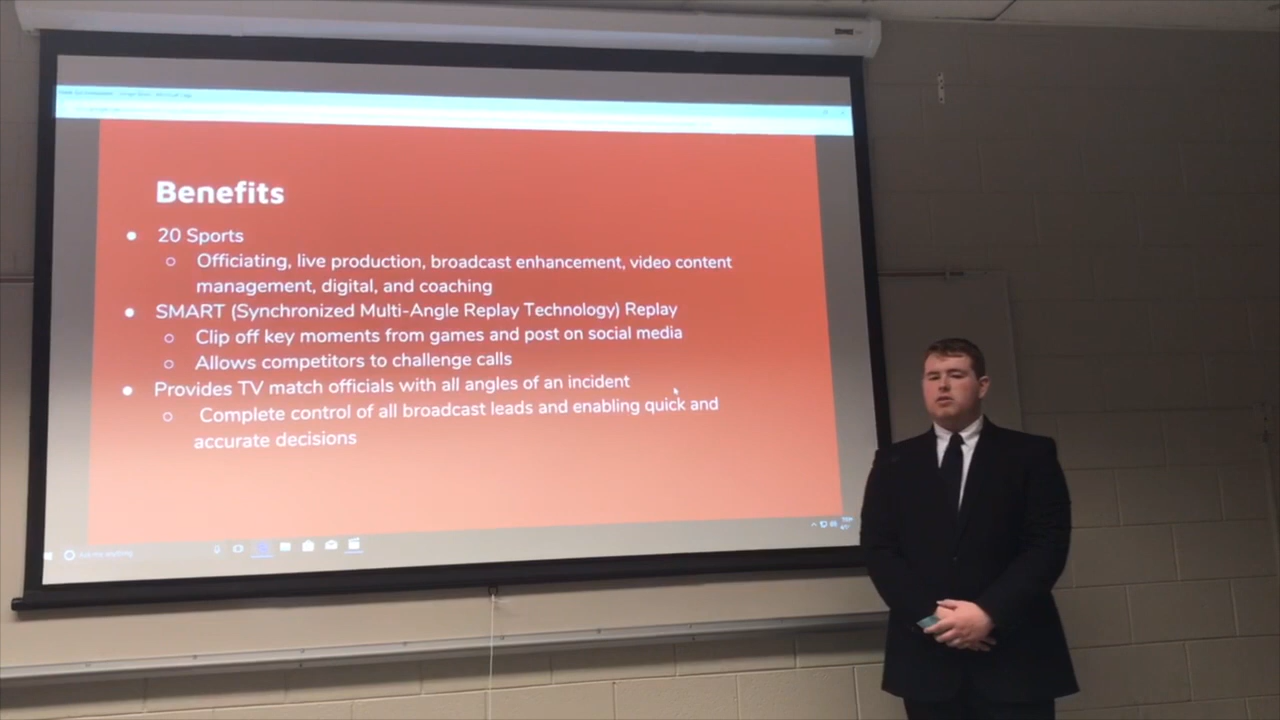 Benefits
● 20 Sports
○ Officiating, live production, broadcast enhancement, video content
management, digital, and coaching
● SMART (Synchronized Multi-Angle Replay Technology) Replay
○ Clip off key moments from games and post on social media
○ Allows competitors to challenge calls
● Provides TV match officials with all angles of an incident
○ Complete control of all broadcast leads and enabling quick and
accurate decisions
Ask me anything